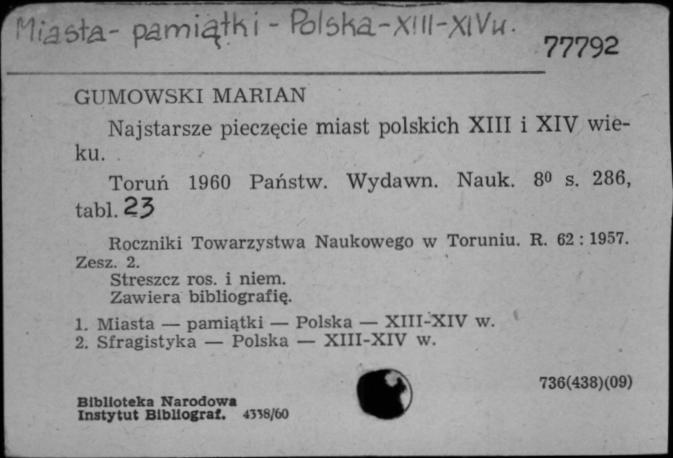 Miasta - pamiątki - Polska - XIII-XIV w.
77792
GUMOWSKI MARIAN
Najstarsze pieczęcie miast polskich XIII i XIV wie-
ku.
Toruń 1960 Państw. Wydawn. Nauk. 8⁰ s. 286,
tabl. 23
Roczniki Towarzystwa Naukowego w Toruniu. R. 62 : 1957.
Zesz. 2.
Streszcz ros. i niem.
Zawiera bibliografię.
1. Miasta — pamiątki — Polska — XIII-XIV w.
2. Sfragistyka — Polska — XIII-XIV w.
736(438)(09)
Biblioteka Narodowa
Instytut Bibliograf. 4338/60